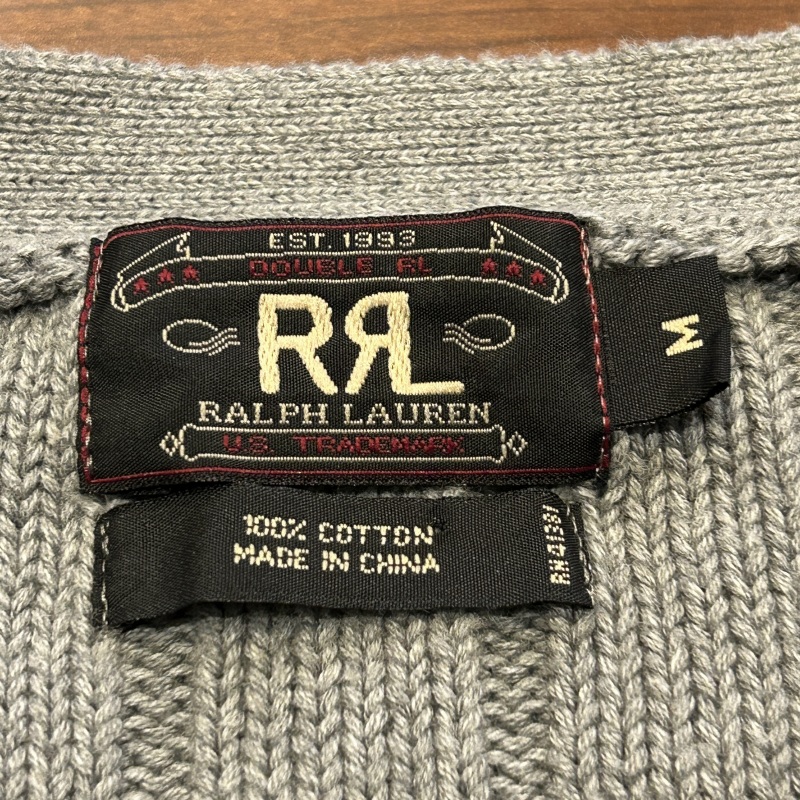 EST. 1993
DOUBLE RL
RRL
RALPH LAUREN
U.S. TRADEMARK
M
100% COTTON
MADE IN CHINA
RN41381